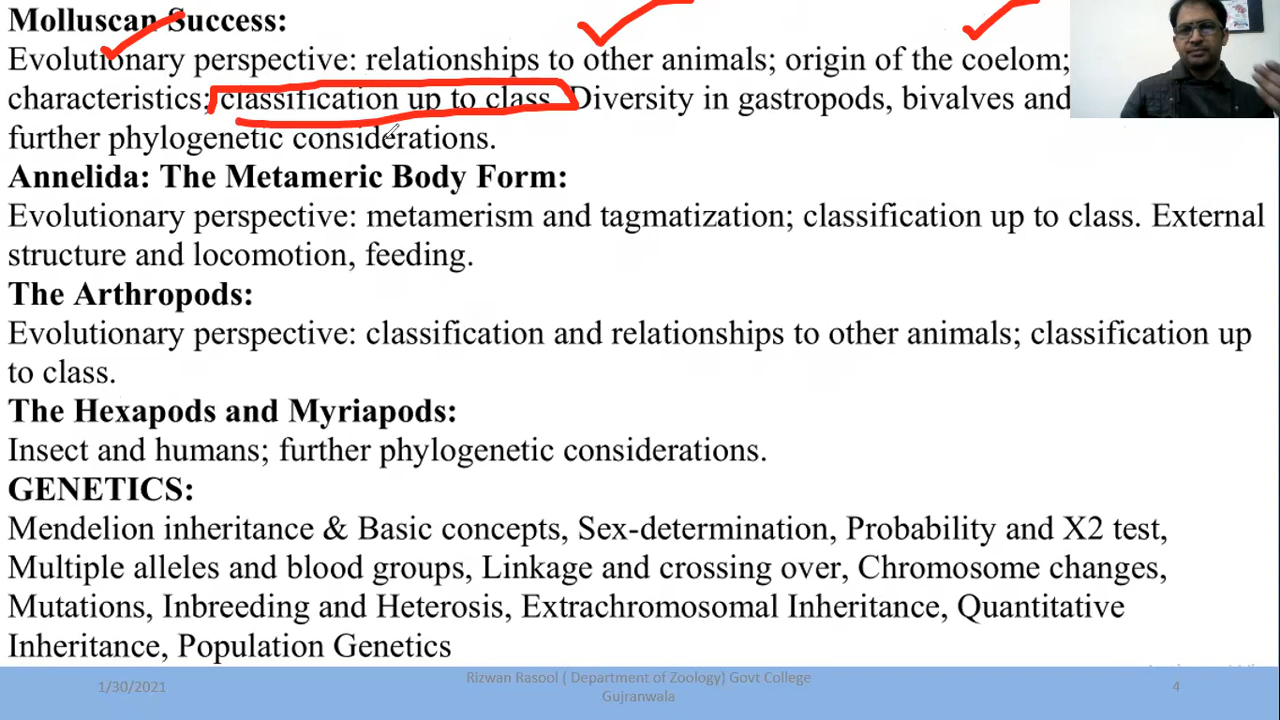 Molluscan Success:
Evolutionary perspective: relationships to other animals; origin of the coelom;
characteristics; classification up to class. Diversity in gastropods, bivalves and
further phylogenetic considerations.
Annelida: The Metameric Body Form:
Evolutionary perspective: metamerism and tagmatization; classification up to class. External
structure and locomotion, feeding.
The Arthropods:
Evolutionary perspective: classification and relationships to other animals; classification up
to class.
The Hexapods and Myriapods:
Insect and humans; further phylogenetic considerations.
GENETICS:
Mendelion inheritance & Basic concepts, Sex-determination, Probability and X2 test,
Multiple alleles and blood groups, Linkage and crossing over, Chromosome changes,
Mutations, Inbreeding and Heterosis, Extrachromosomal Inheritance, Quantitative
Inheritance, Population Genetics
1/30/2021
Rizwan Rasool ( Department of Zoology) Govt College
Gujranwala
4